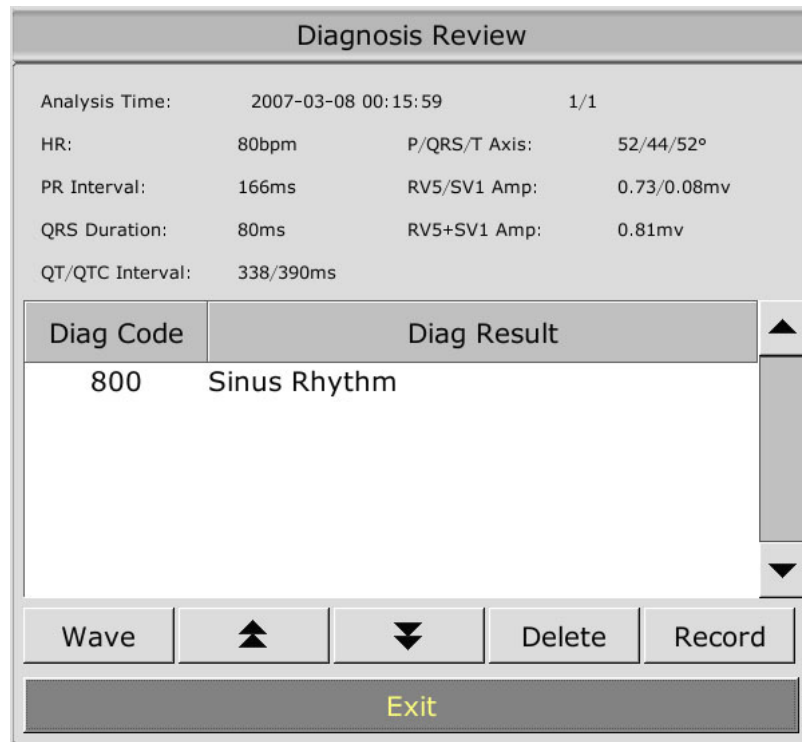 Diagnosis Review
Analysis Time: 2007-03-08 00:15:59 1/1
HR: 80bpm P/QRS/T Axis: 52/44/52°
PR Interval: 166ms RV5/SV1 Amp: 0.73/0.08mv
QRS Duration: 80ms RV5+SV1 Amp: 0.81mv
QT/QTC Interval: 338/390ms
Diag Code Diag Result
800 Sinus Rhythm
Wave Delete Record
Exit